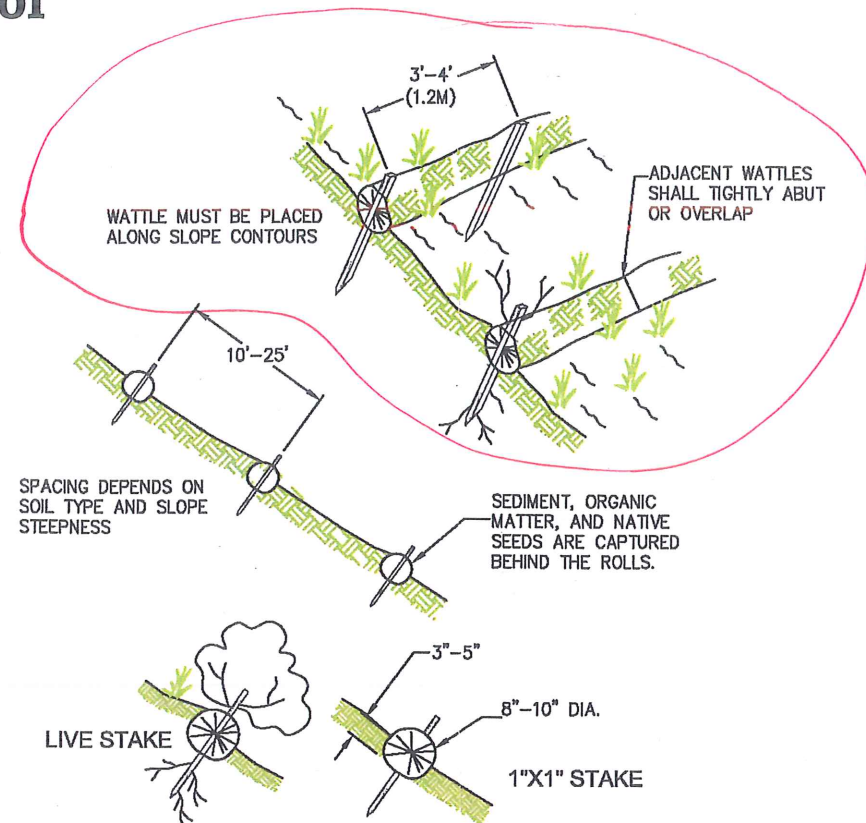 3'-4'
(1.2M)
ADJACENT WATTLES
SHALL TIGHTLY ABUT
OR OVERLAP
WATTLE MUST BE PLACED
ALONG SLOPE CONTOURS
10'-25'
SPACING DEPENDS ON
SOIL TYPE AND SLOPE
STEEPNESS
SEDIMENT, ORGANIC
MATTER, AND NATIVE
SEEDS ARE CAPTURED
BEHIND THE ROLLS.
3"-5"
8"-10" DIA.
LIVE STAKE
1"X1" STAKE